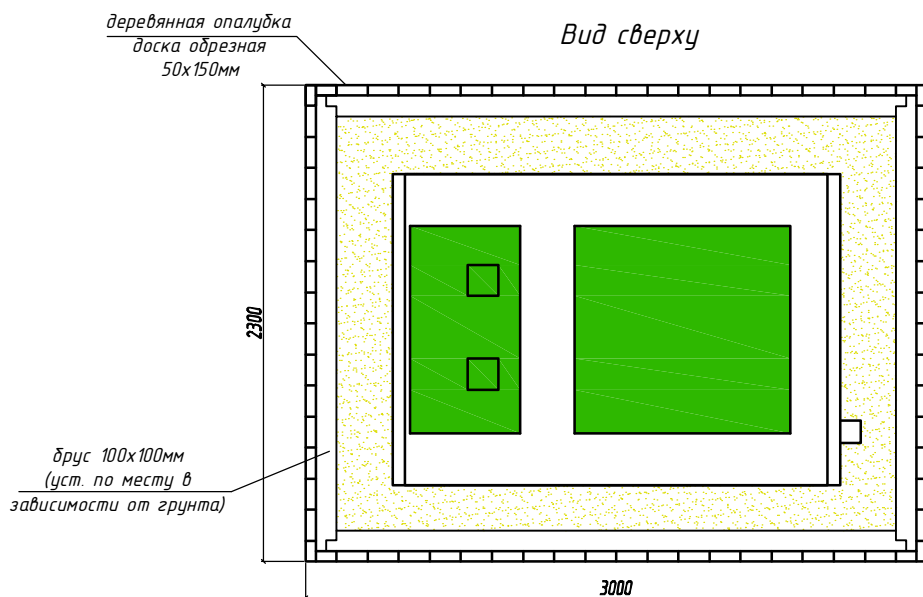 деревянная опалубка
доска обрезная
50х150мм
Вид сверху
2300
брус 100х100мм
(уст. по месту в
зависимости от грунта)
3000